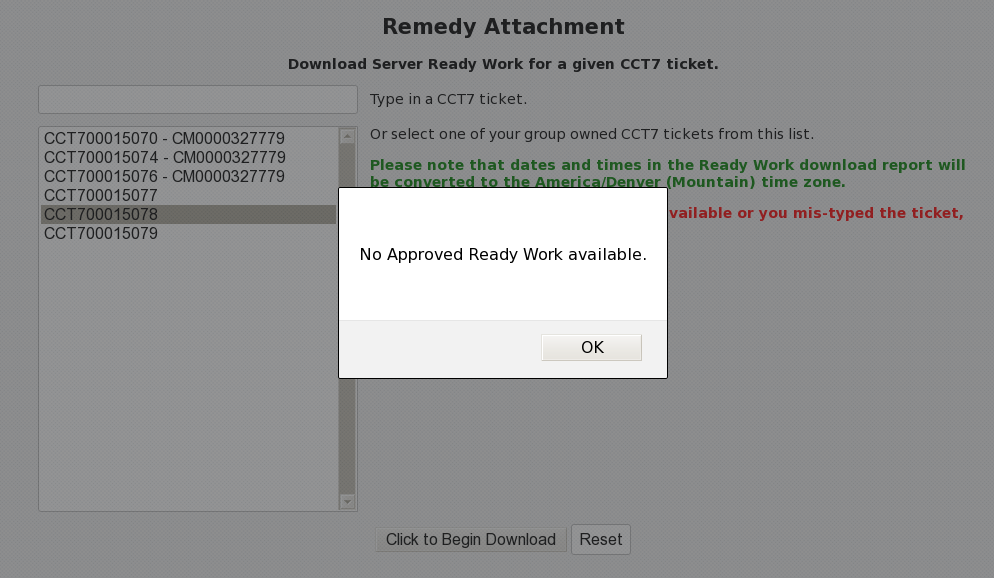 Remedy Attachment
Download Server Ready Work for a given CCT7 ticket.
Type in a CCT7 ticket.
CCT700015070 - CM0000327779
CCT700015074 - CM0000327779
CCT700015076 - CM0000327779
CCT700015077
CCT700015078
CCT700015079
Or select one of your group owned CCT7 tickets from this list.
Please note that dates and times in the Ready Work download report will
be converted to the America/Denver (Mountain) time zone.
or you mis-typed the ticket,
No Approved Ready Work available.
OK
Click to Begin Download
Reset